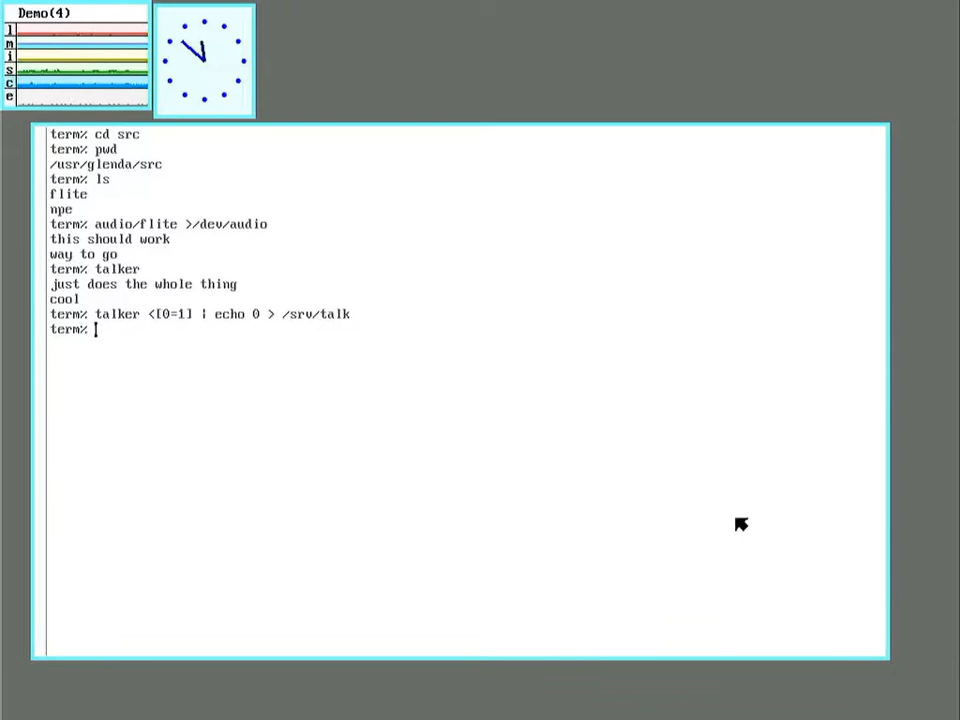 Demo(4)
l
m
i
s
c
e
term% cd src
term% pwd
/usr/glenda/src
term% ls
flite
npe
term% audio/flite >/dev/audio
this should work
way to go
term% talker
just does the whole thing
cool
term% talker <[0=1] | echo 0 > /srv/talk
term%